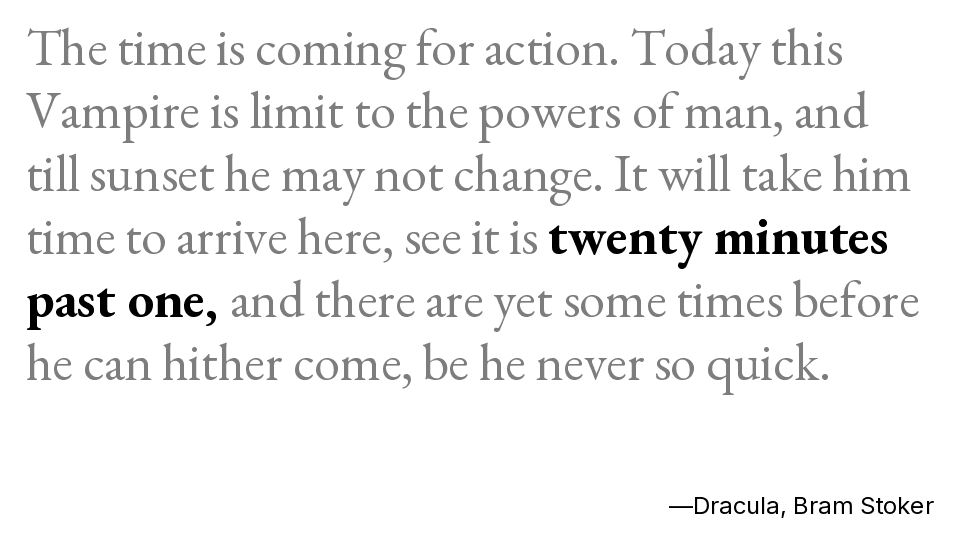 The time is coming for action. Today this
Vampire is limit to the powers of man, and
till sunset he may not change. It will take him
time to arrive here, see it is twenty minutes
past one, and there are yet some times before
he can hither come, be he never so quick.
—Dracula, Bram Stoker